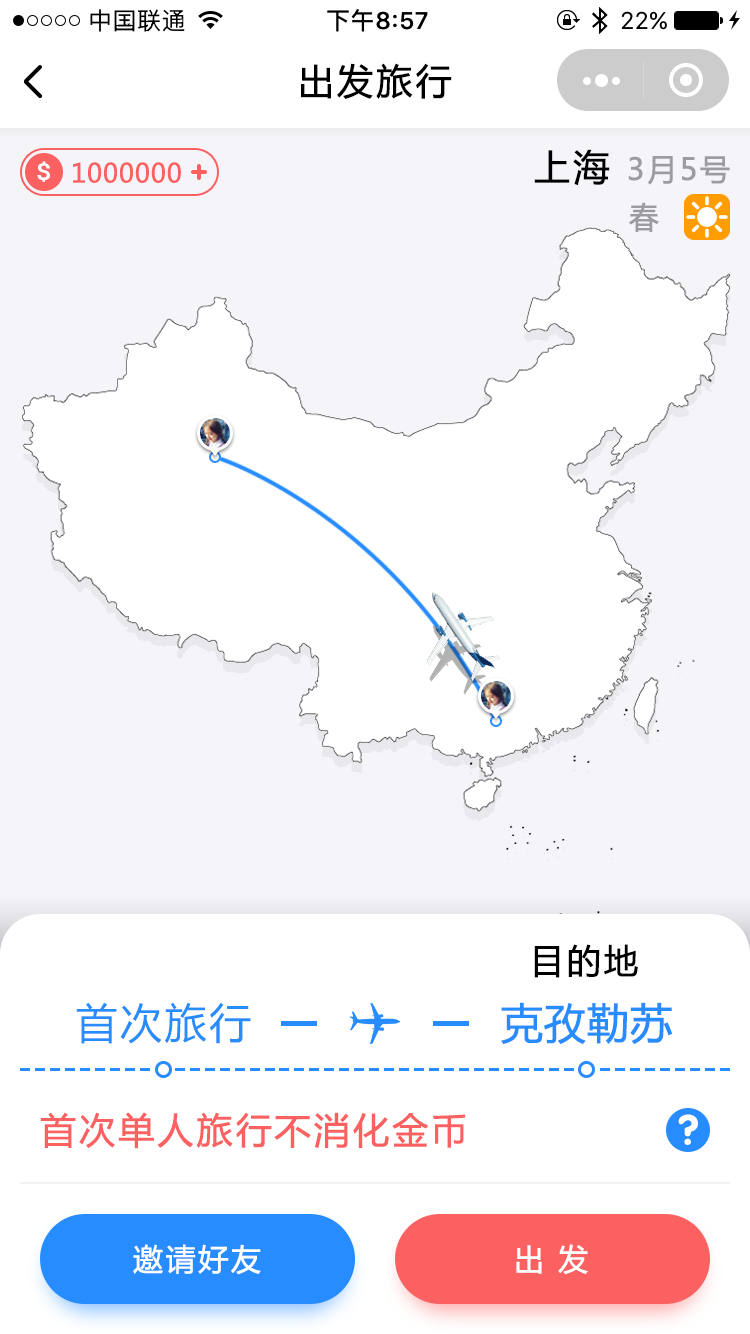 中国联通 下午8:57 22%
出发旅行
$ 1000000 +
上海 3月5号
春
目的地
首次旅行 克孜勒苏
首次单人旅行不消化金币
?
邀请好友 出发